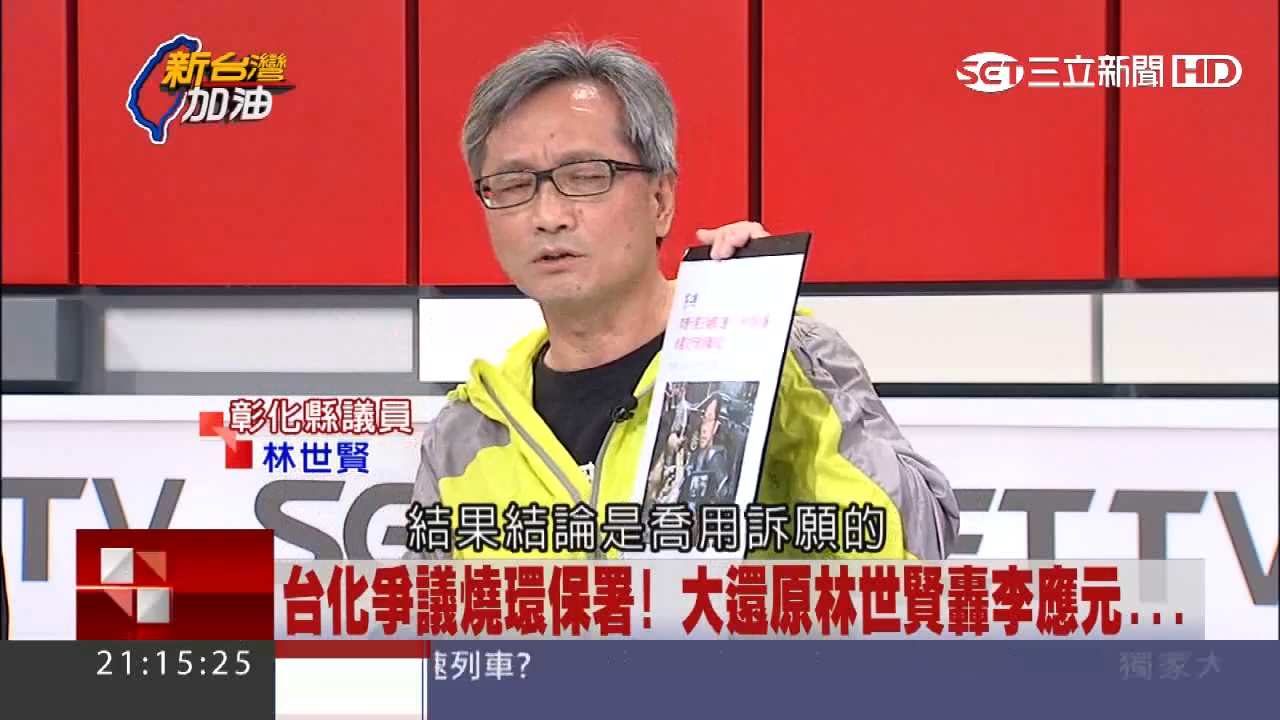 新台灣
加油
SET三立新聞HD
彰化縣議員
林世賢
結果結論是喬用訴願的
台化爭議燒環保署! 大還原林世賢轟李應元...
21:15:25
速列車?
獨家大